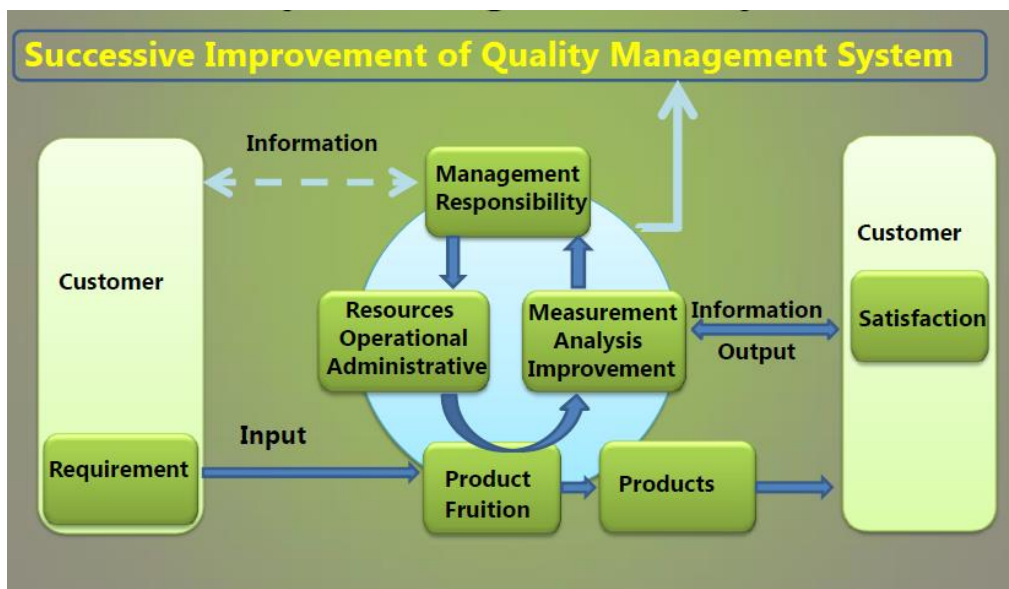 Successive Improvement of Quality Management System
Information
Management
Responsibility
Customer
Customer
Resources
Operational
Administrative
Measurement
Analysis
Improvement
Information
Output
Satisfaction
Input
Requirement
Product
Fruition
Products